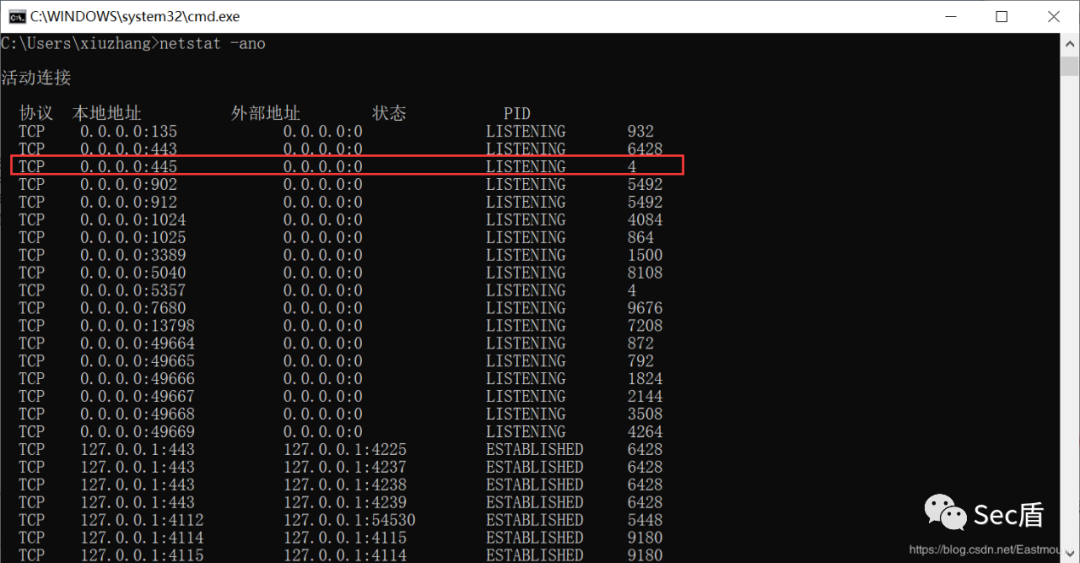 C:\WINDOWS\system32\cmd.exe
C:\Users\xiuzhang>netstat -ano
活动连接
协议 本地地址 外部地址 状态 PID
TCP 0.0.0.0:135 0.0.0.0:0 LISTENING 932
TCP 0.0.0.0:443 0.0.0.0:0 LISTENING 6428
TCP 0.0.0.0:445 0.0.0.0:0 LISTENING 4
TCP 0.0.0.0:902 0.0.0.0:0 LISTENING 5492
TCP 0.0.0.0:912 0.0.0.0:0 LISTENING 5492
TCP 0.0.0.0:1024 0.0.0.0:0 LISTENING 4084
TCP 0.0.0.0:1025 0.0.0.0:0 LISTENING 864
TCP 0.0.0.0:3389 0.0.0.0:0 LISTENING 1500
TCP 0.0.0.0:5040 0.0.0.0:0 LISTENING 8108
TCP 0.0.0.0:5357 0.0.0.0:0 LISTENING 4
TCP 0.0.0.0:7680 0.0.0.0:0 LISTENING 9676
TCP 0.0.0.0:13798 0.0.0.0:0 LISTENING 7208
TCP 0.0.0.0:49664 0.0.0.0:0 LISTENING 872
TCP 0.0.0.0:49665 0.0.0.0:0 LISTENING 792
TCP 0.0.0.0:49666 0.0.0.0:0 LISTENING 1824
TCP 0.0.0.0:49667 0.0.0.0:0 LISTENING 2144
TCP 0.0.0.0:49668 0.0.0.0:0 LISTENING 3508
TCP 0.0.0.0:49669 0.0.0.0:0 LISTENING 4264
TCP 127.0.0.1:443 127.0.0.1:4225 ESTABLISHED 6428
TCP 127.0.0.1:443 127.0.0.1:4237 ESTABLISHED 6428
TCP 127.0.0.1:443 127.0.0.1:4238 ESTABLISHED 6428
TCP 127.0.0.1:443 127.0.0.1:4239 ESTABLISHED 6428
TCP 127.0.0.1:4112 127.0.0.1:54530 ESTABLISHED 5448
TCP 127.0.0.1:4114 127.0.0.1:4115 ESTABLISHED 9180
TCP 127.0.0.1:4115 127.0.0.1:4114 ESTABLISHED 9180
Sec盾
https://blog.csdn.net/Eastmou